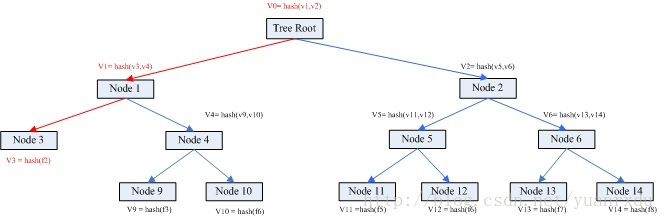 V0= hash(v1,v2)
Tree Root
V1= hash(v3,v4)
V2= hash(v5,v6)
Node 1
Node 2
V4= hash(v9,v10)
V5= hash(v11,v12)
V6= hash(v13,v14)
Node 3
Node 4
Node 5
Node 6
V3 = hash(f2)
Node 9
Node 10
Node 11
Node 12
Node 13
Node 14
V9 = hash(f3)
V10 = hash(f6)
V11 = hash(f5)
V12 = hash(f6)
V13 = hash(f7)
V14 = hash(f8)